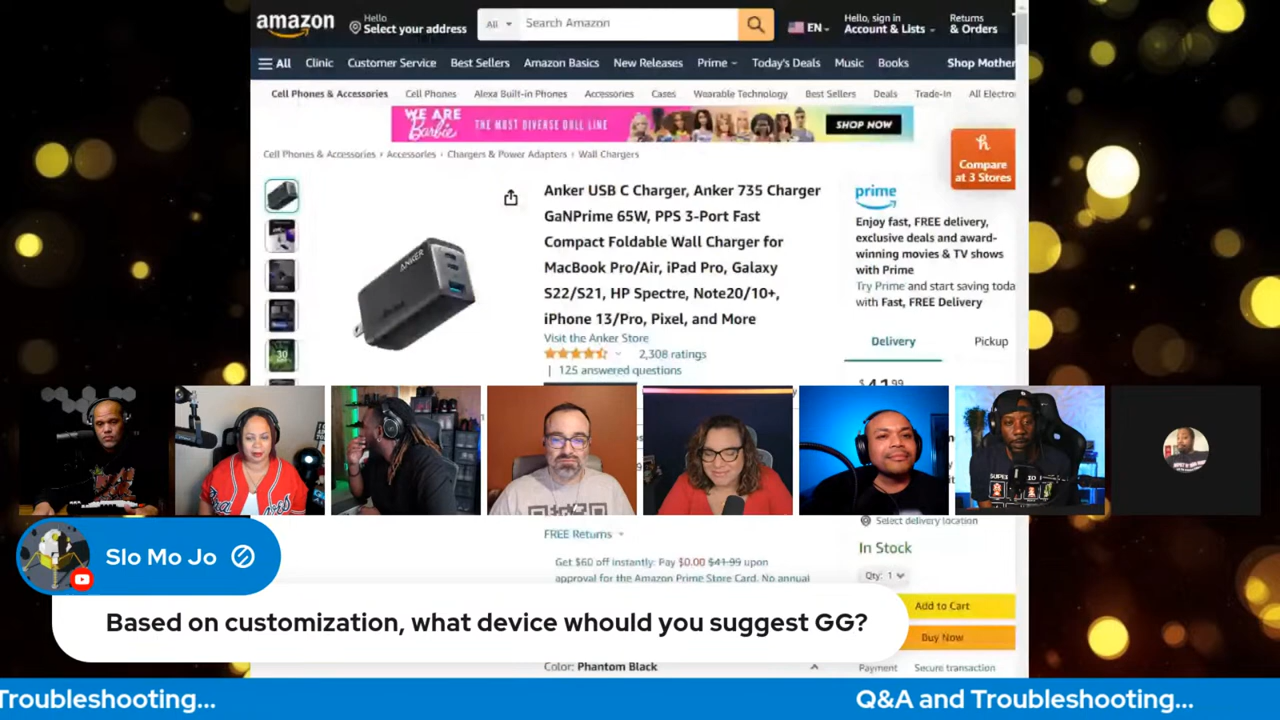 amazon
Hello
Select your address
All
Search Amazon
EN
Hello, sign in
Account & Lists
Returns
& Orders
All
Clinic
Customer Service
Best Sellers
Amazon Basics
New Releases
Prime
Today's Deals
Music
Books
Shop Mother
Cell Phones & Accessories
Cell Phones
Alexa Built-in Phones
Accessories
Cases
Wearable Technology
Best Sellers
Deals
Trade-In
All Electro
WE ARE
Barbie
THE MOST DIVERSE DOLL LINE
SHOP NOW
Cell Phones & Accessories › Accessories › Chargers & Power Adapters › Wall Chargers
h
Compare
at 3 Stores
Anker USB C Charger, Anker 735 Charger
GaNPrime 65W, PPS 3-Port Fast
Compact Foldable Wall Charger for
MacBook Pro/Air, iPad Pro, Galaxy
S22/S21, HP Spectre, Note20/10+,
iPhone 13/Pro, Pixel, and More
Visit the Anker Store
2,308 ratings
| 125 answered questions
ANKER
30
prime
Enjoy fast, FREE delivery,
exclusive deals and award-
winning movies & TV shows
with Prime
Try Prime and start saving toda
with Fast, FREE Delivery
Delivery
Pickup
FREE Returns
Get $60 off instantly: Pay $0.00 $41.99 upon
approval for the Amazon Prime Store Card. No annual
Select delivery location
In Stock
Qty: 1
Add to Cart
Buy Now
Payment
Secure transaction
Color: Phantom Black
Slo Mo Jo
Based on customization, what device whould you suggest GG?
Troubleshooting...
Q&A and Troubleshooting...